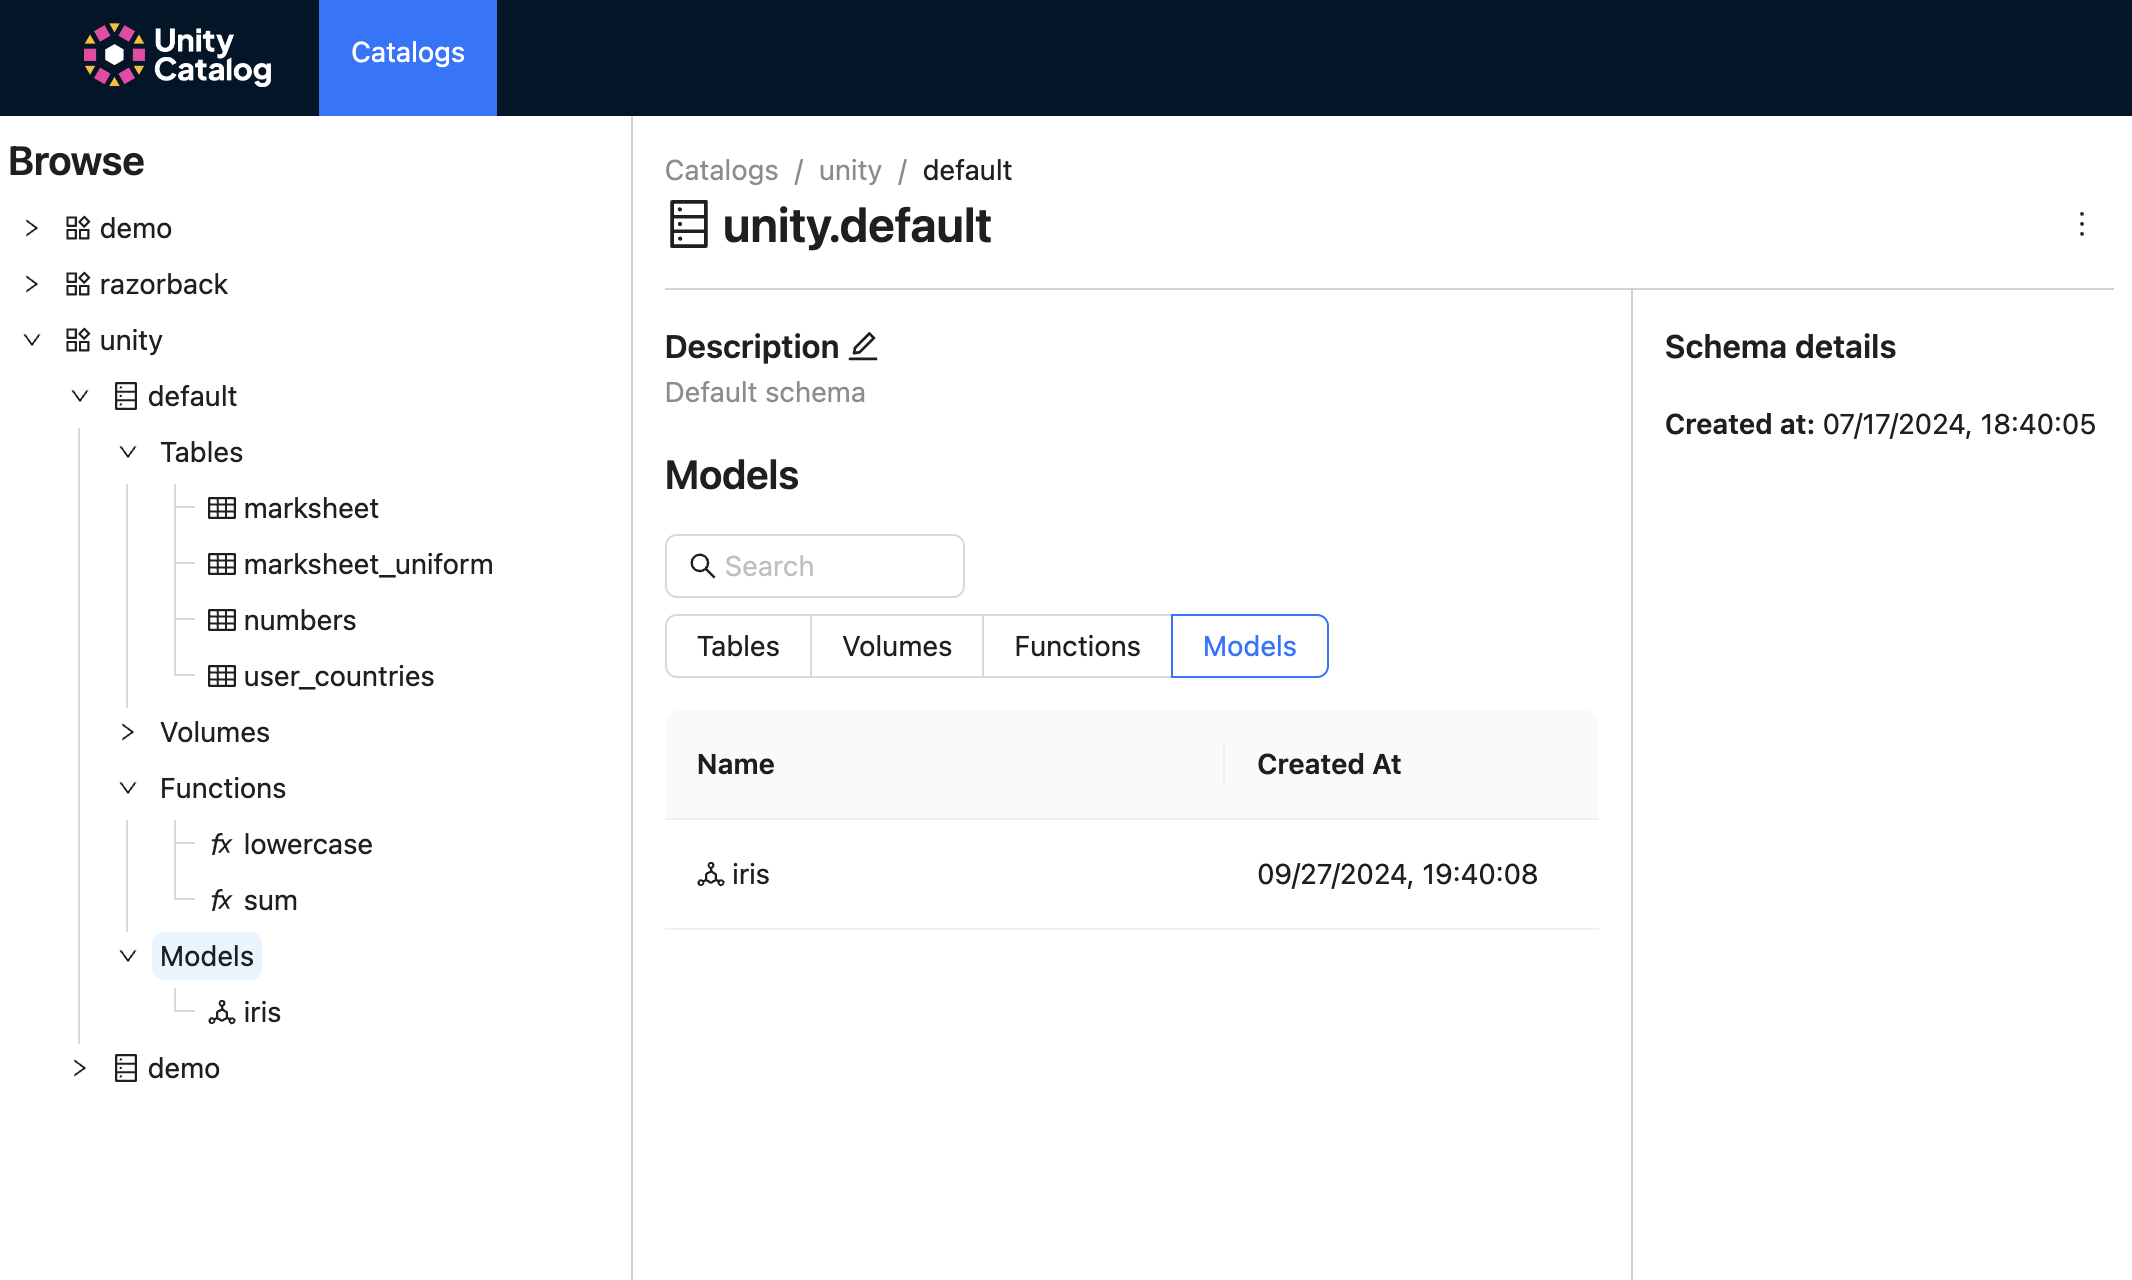 Unity
Catalog
Catalogs
Browse
demo
razorback
unity
default
Tables
marksheet
marksheet_uniform
numbers
user_countries
Volumes
Functions
fx lowercase
fx sum
Models
iris
demo
Catalogs / unity / default
unity.default
Description
Default schema
Models
Search
Tables Volumes Functions Models
Name Created At
iris 09/27/2024, 19:40:08
Schema details
Created at: 07/17/2024, 18:40:05